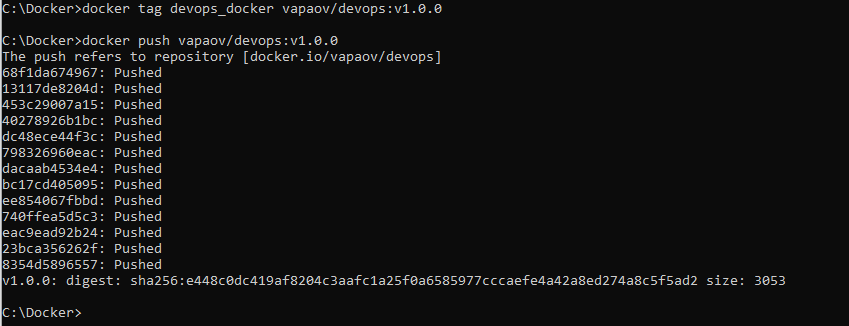 C:\Docker>docker tag devops_docker vapaov/devops:v1.0.0
C:\Docker>docker push vapaov/devops:v1.0.0
The push refers to repository [docker.io/vapaov/devops]
68f1da674967: Pushed
13117de8204d: Pushed
453c29007a15: Pushed
40278926b1bc: Pushed
dc48ece44f3c: Pushed
798326960eac: Pushed
dacaab4534e4: Pushed
bc17cd405095: Pushed
ee854067fbbd: Pushed
740ffea5d5c3: Pushed
eac9ead92b24: Pushed
23bca356262f: Pushed
8354d5896557: Pushed
v1.0.0: digest: sha256:e448c0dc419af8204c3aafc1a25f0a6585977cccaefe4a42a8ed274a8c5f5ad2 size: 3053
C:\Docker>